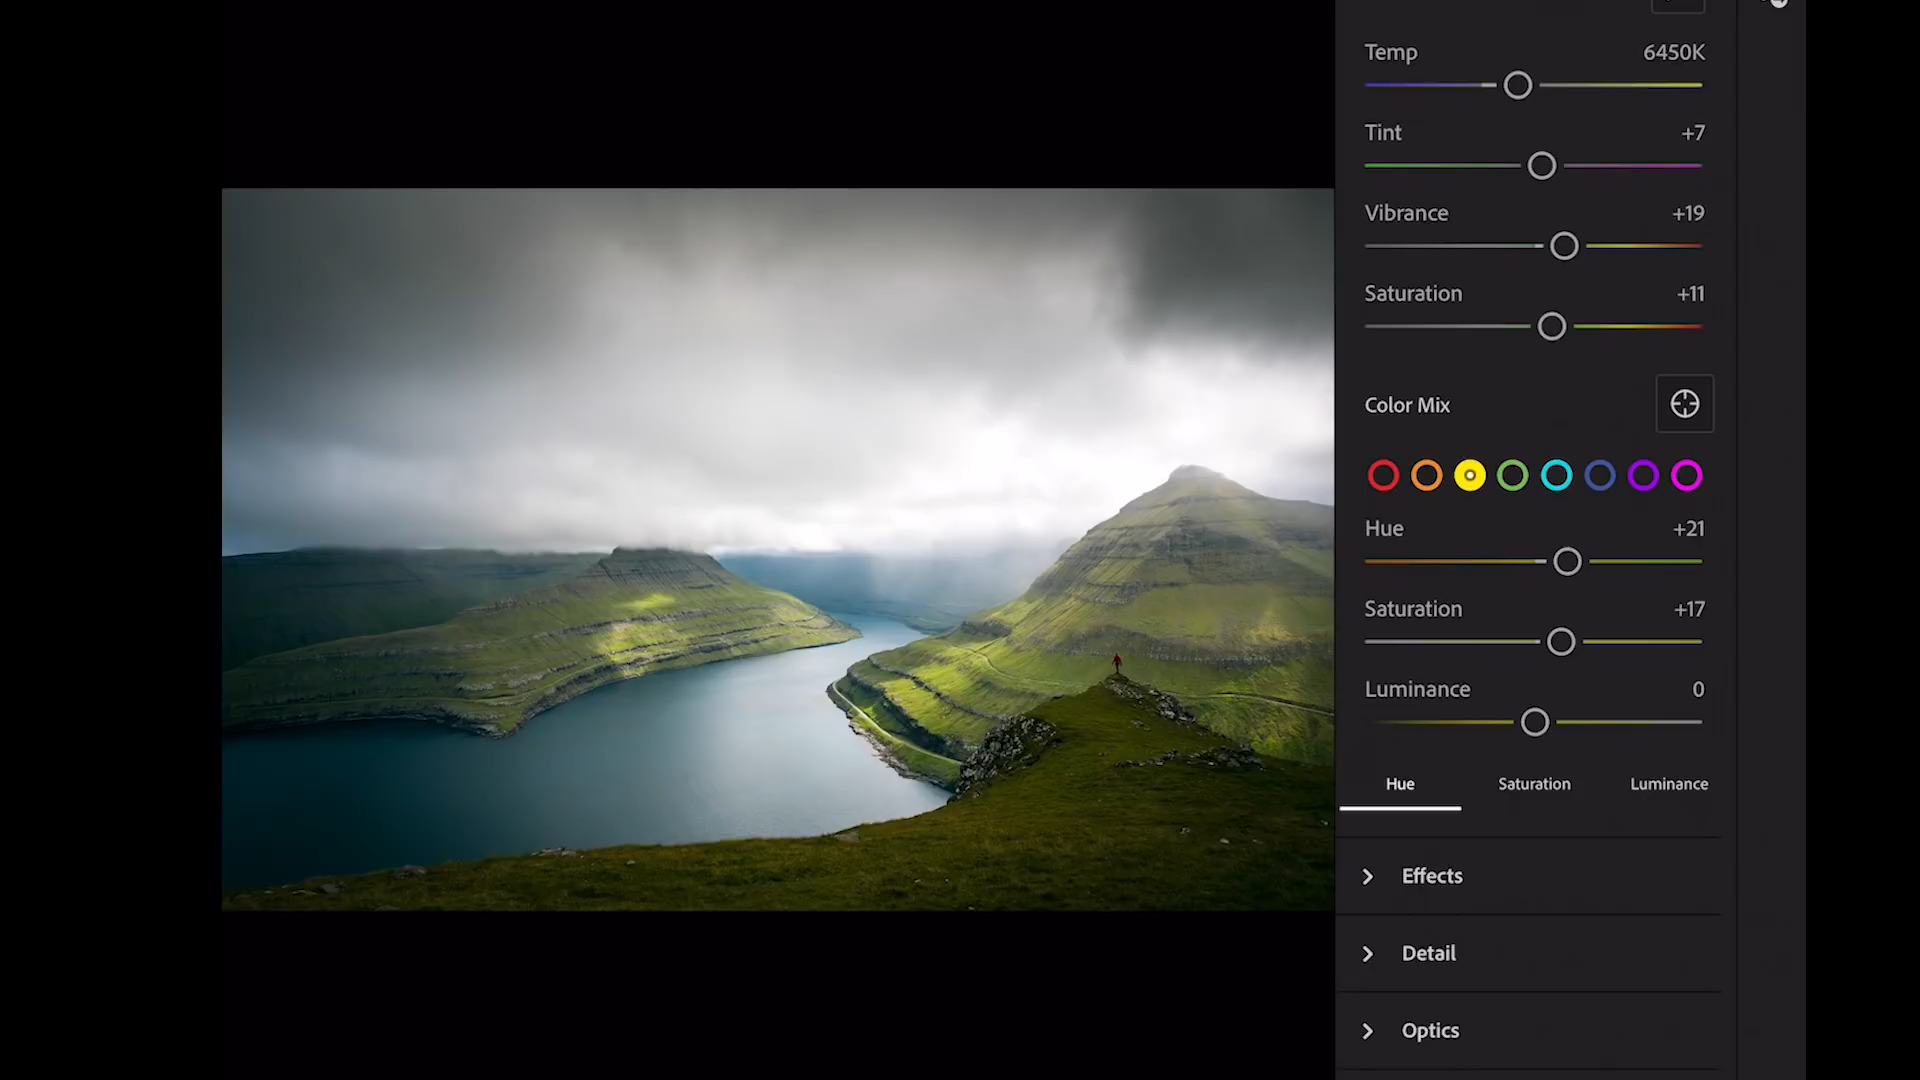 Temp 6450K
Tint +7
Vibrance +19
Saturation +11
Color Mix
Hue +21
Saturation +17
Luminance 0
Hue Saturation Luminance
Effects
Detail
Optics